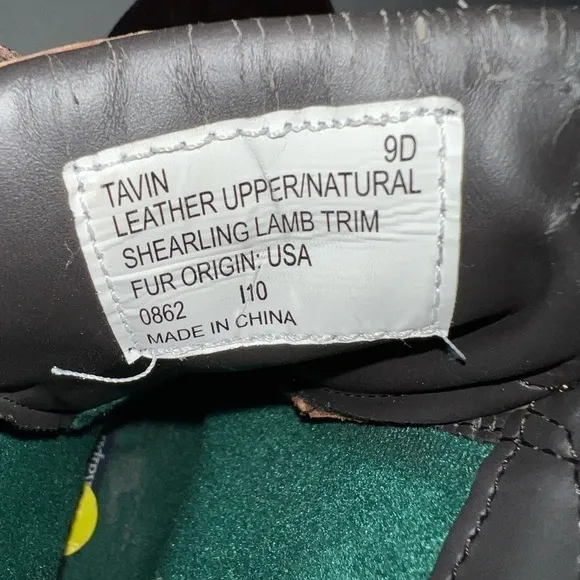 TAVIN 9D
LEATHER UPPER/NATURAL
SHEARLING LAMB TRIM
FUR ORIGIN: USA
0862 I10
MADE IN CHINA